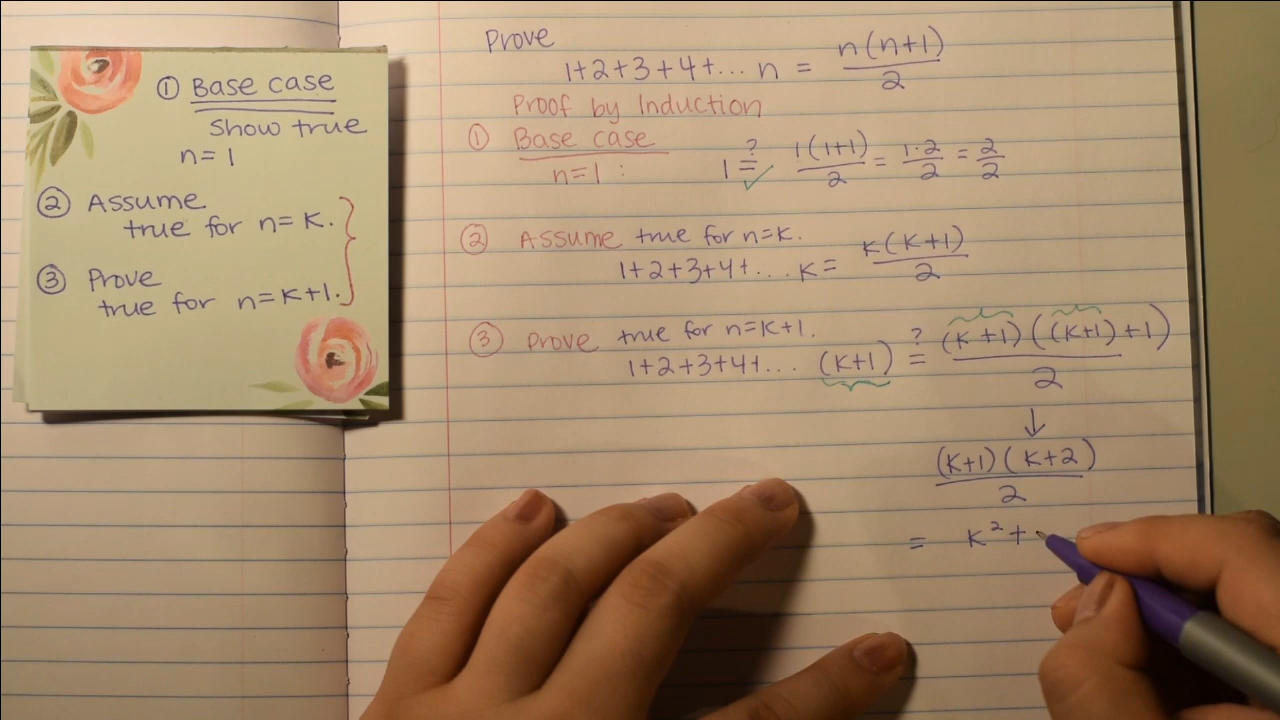 ① Base case
Show true
n=1
② Assume
true for n=k.
③ Prove
true for n=k+1.
Prove
1+2+3+4+... n = n(n+1)/2
Proof by Induction
① Base case
n=1: 1 ?= 1(1+1)/2 = 1·2/2 = 2/2
② Assume true for n=k.
1+2+3+4+... k = k(k+1)/2
③ Prove true for n=k+1.
1+2+3+4+... (k+1) ?= (k+1)((k+1)+1)/2
↓
(k+1)(k+2)/2
= k²+